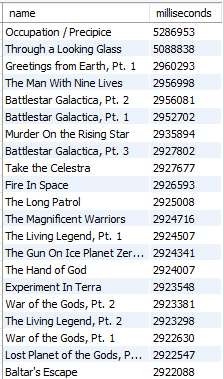 name milliseconds
Occupation / Precipice 5286953
Through a Looking Glass 5088838
Greetings from Earth, Pt. 1 2960293
The Man With Nine Lives 2956998
Battlestar Galactica, Pt. 2 2956081
Battlestar Galactica, Pt. 1 2952702
Murder On the Rising Star 2935894
Battlestar Galactica, Pt. 3 2927802
Take the Celestra 2927677
Fire In Space 2926593
The Long Patrol 2925008
The Magnificent Warriors 2924716
The Living Legend, Pt. 1 2924507
The Gun On Ice Planet Zer... 2924341
The Hand of God 2924007
Experiment In Terra 2923548
War of the Gods, Pt. 2 2923381
The Living Legend, Pt. 2 2923298
War of the Gods, Pt. 1 2922630
Lost Planet of the Gods, P... 2922547
Baltar's Escape 2922088